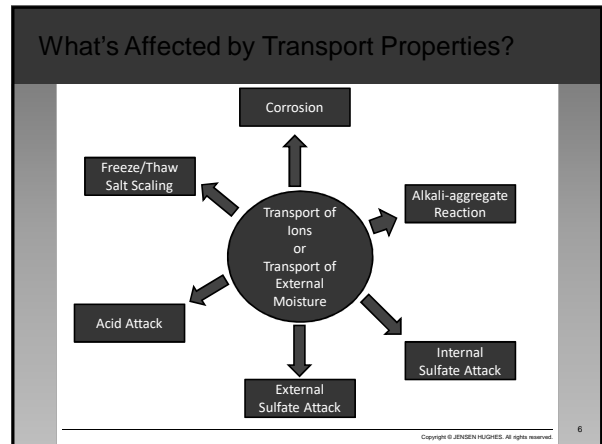 What's Affected by Transport Properties?
Corrosion
Freeze/Thaw
Salt Scaling
Alkali-aggregate
Reaction
Transport of
Ions
or
Transport of
External
Moisture
Acid Attack
Internal
Sulfate Attack
External
Sulfate Attack
Copyright © JENSEN HUGHES. All rights reserved.
6